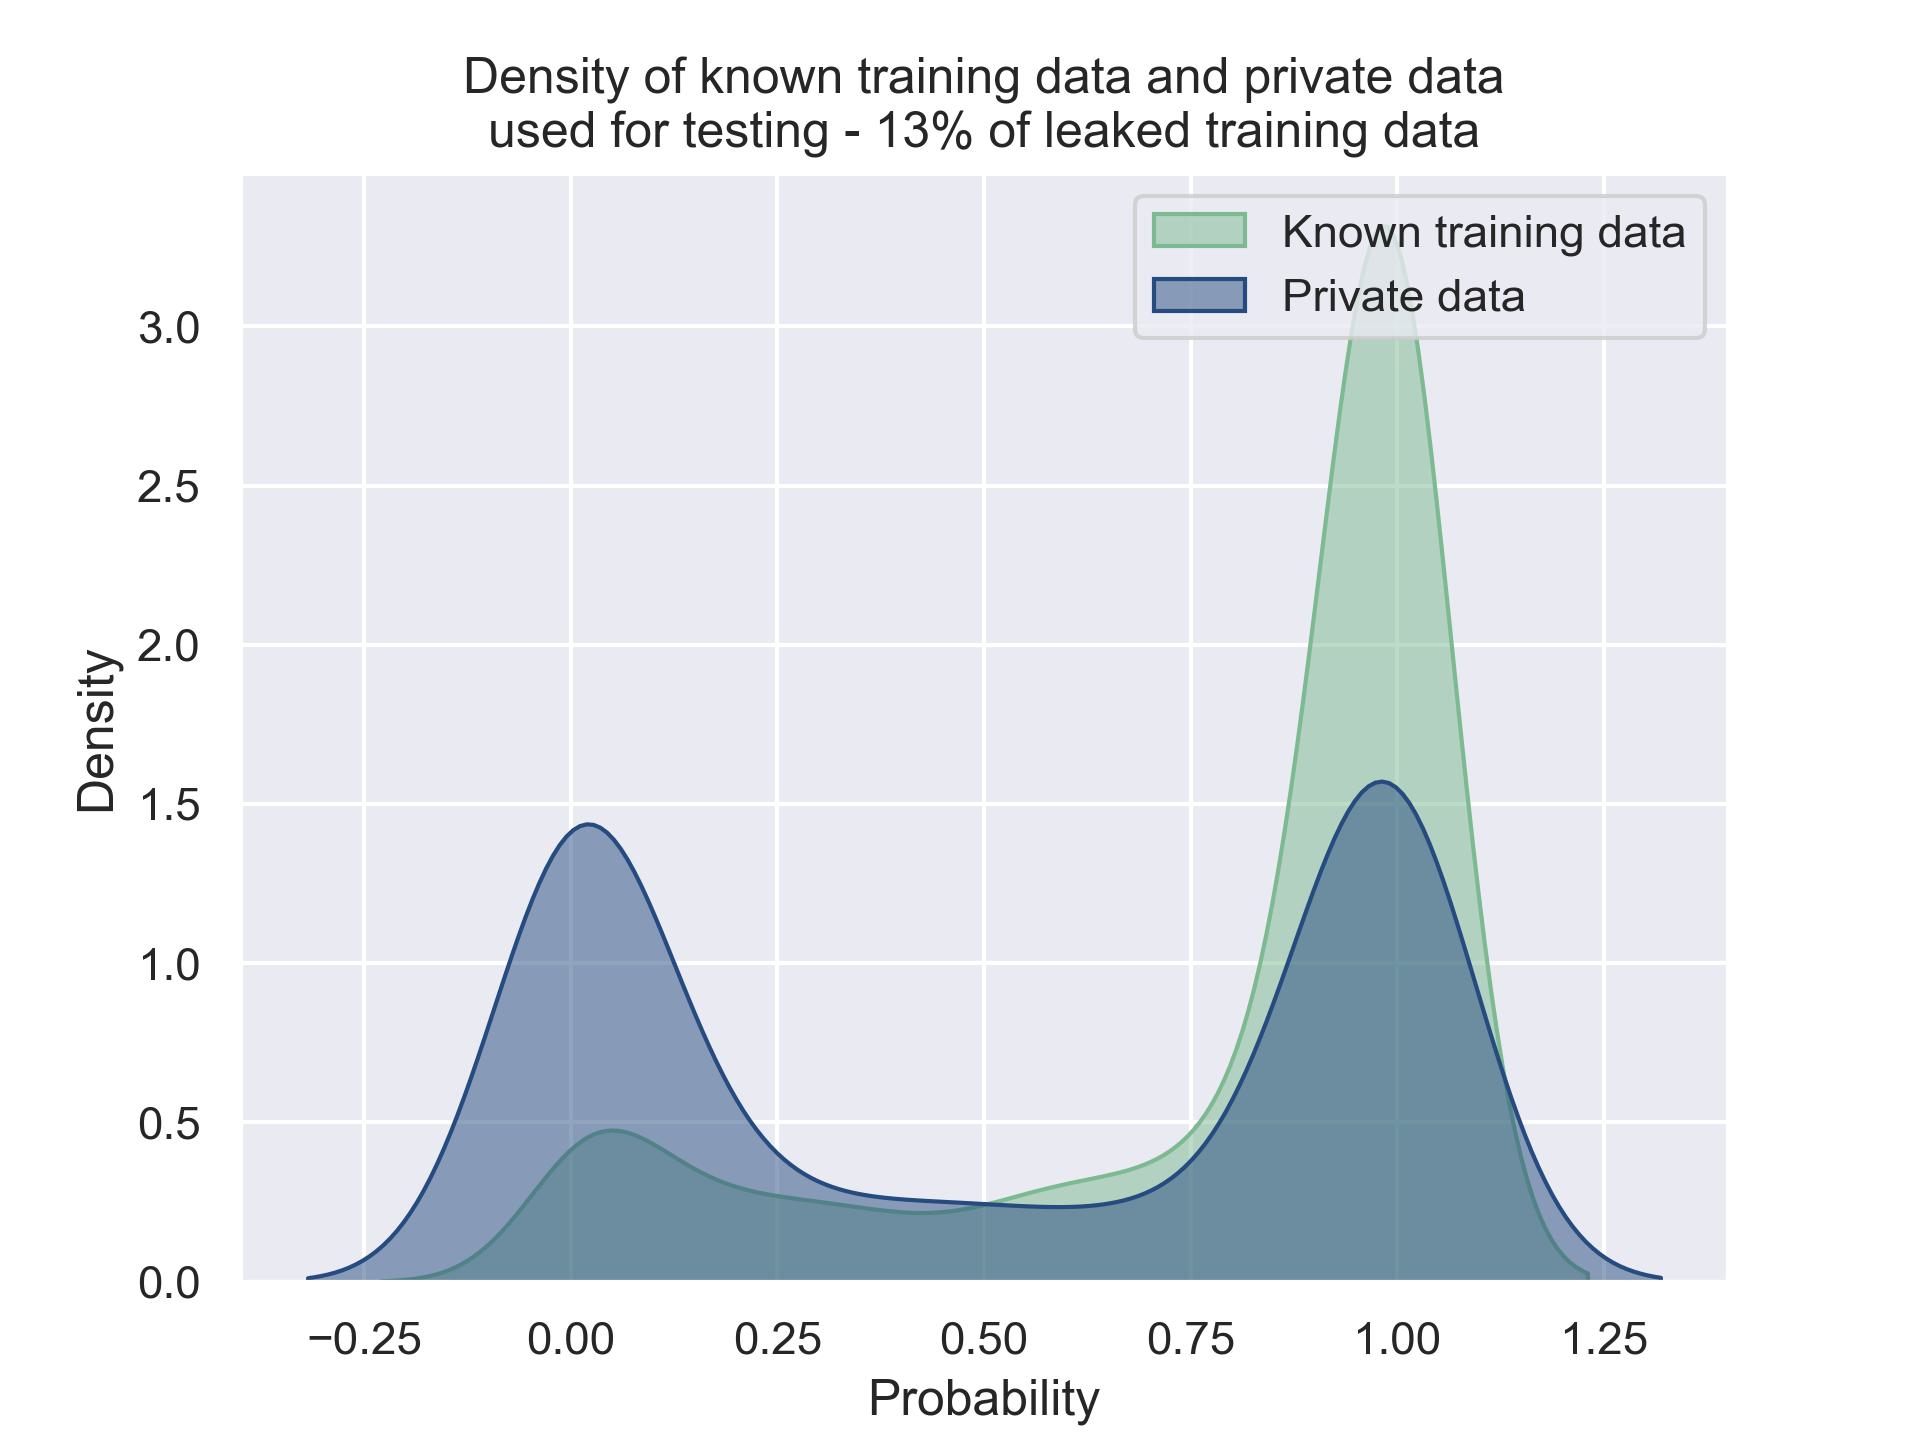 Density of known training data and private data
used for testing - 13% of leaked training data
Known training data
Private data
Density
3.0
2.5
2.0
1.5
1.0
0.5
0.0
−0.25 0.00 0.25 0.50 0.75 1.00 1.25
Probability